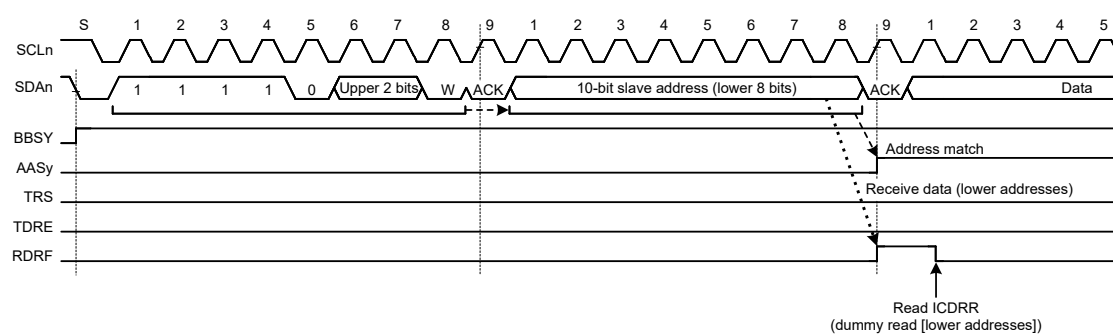 S 1 2 3 4 5 6 7 8 9 1 2 3 4 5 6 7 8 9 1 2 3 4 5
SCLn
SDAn 1 1 1 1 0 Upper 2 bits W ACK 10-bit slave address (lower 8 bits) ACK Data
BBSY
Address match
AASy
Receive data (lower addresses)
TRS
TDRE
RDRF
Read ICDRR
(dummy read [lower addresses])